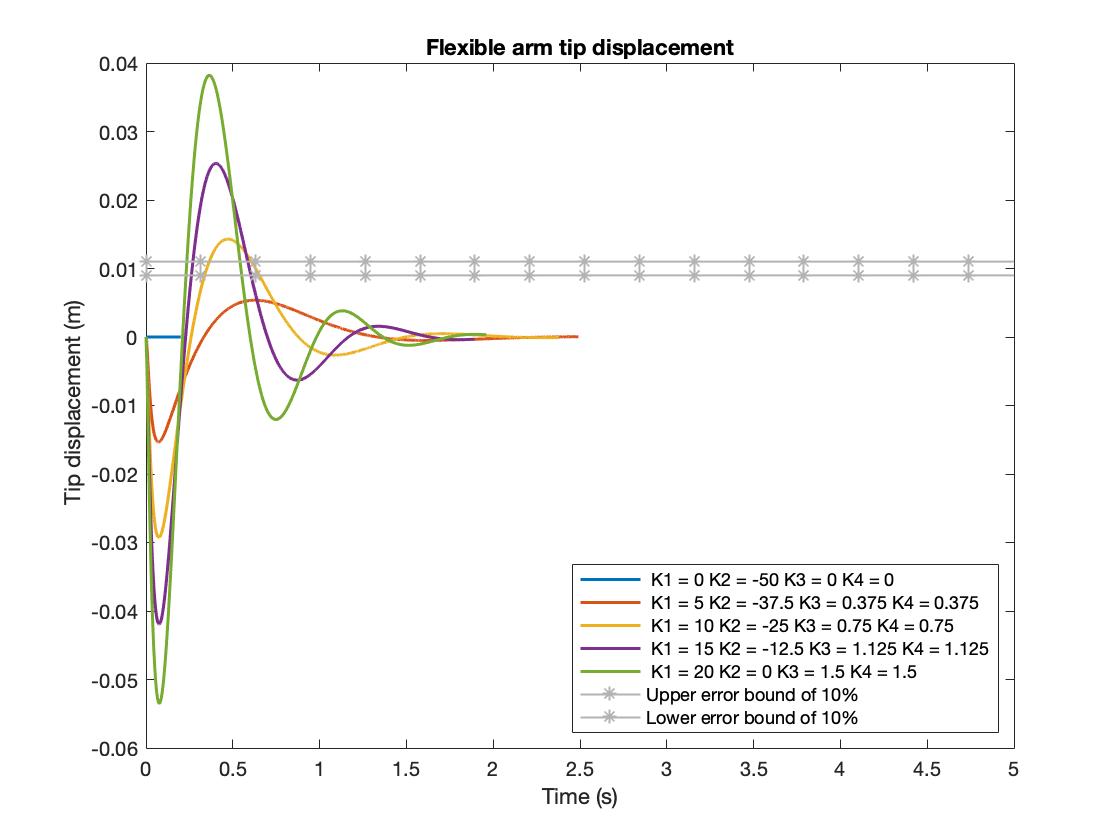 Flexible arm tip displacement
0.04
0.03
0.02
0.01
0
-0.01
-0.02
-0.03
-0.04
-0.05
-0.06
Tip displacement (m)
K1 = 0 K2 = -50 K3 = 0 K4 = 0
K1 = 5 K2 = -37.5 K3 = 0.375 K4 = 0.375
K1 = 10 K2 = -25 K3 = 0.75 K4 = 0.75
K1 = 15 K2 = -12.5 K3 = 1.125 K4 = 1.125
K1 = 20 K2 = 0 K3 = 1.5 K4 = 1.5
Upper error bound of 10%
Lower error bound of 10%
0 0.5 1 1.5 2 2.5 3 3.5 4 4.5 5
Time (s)